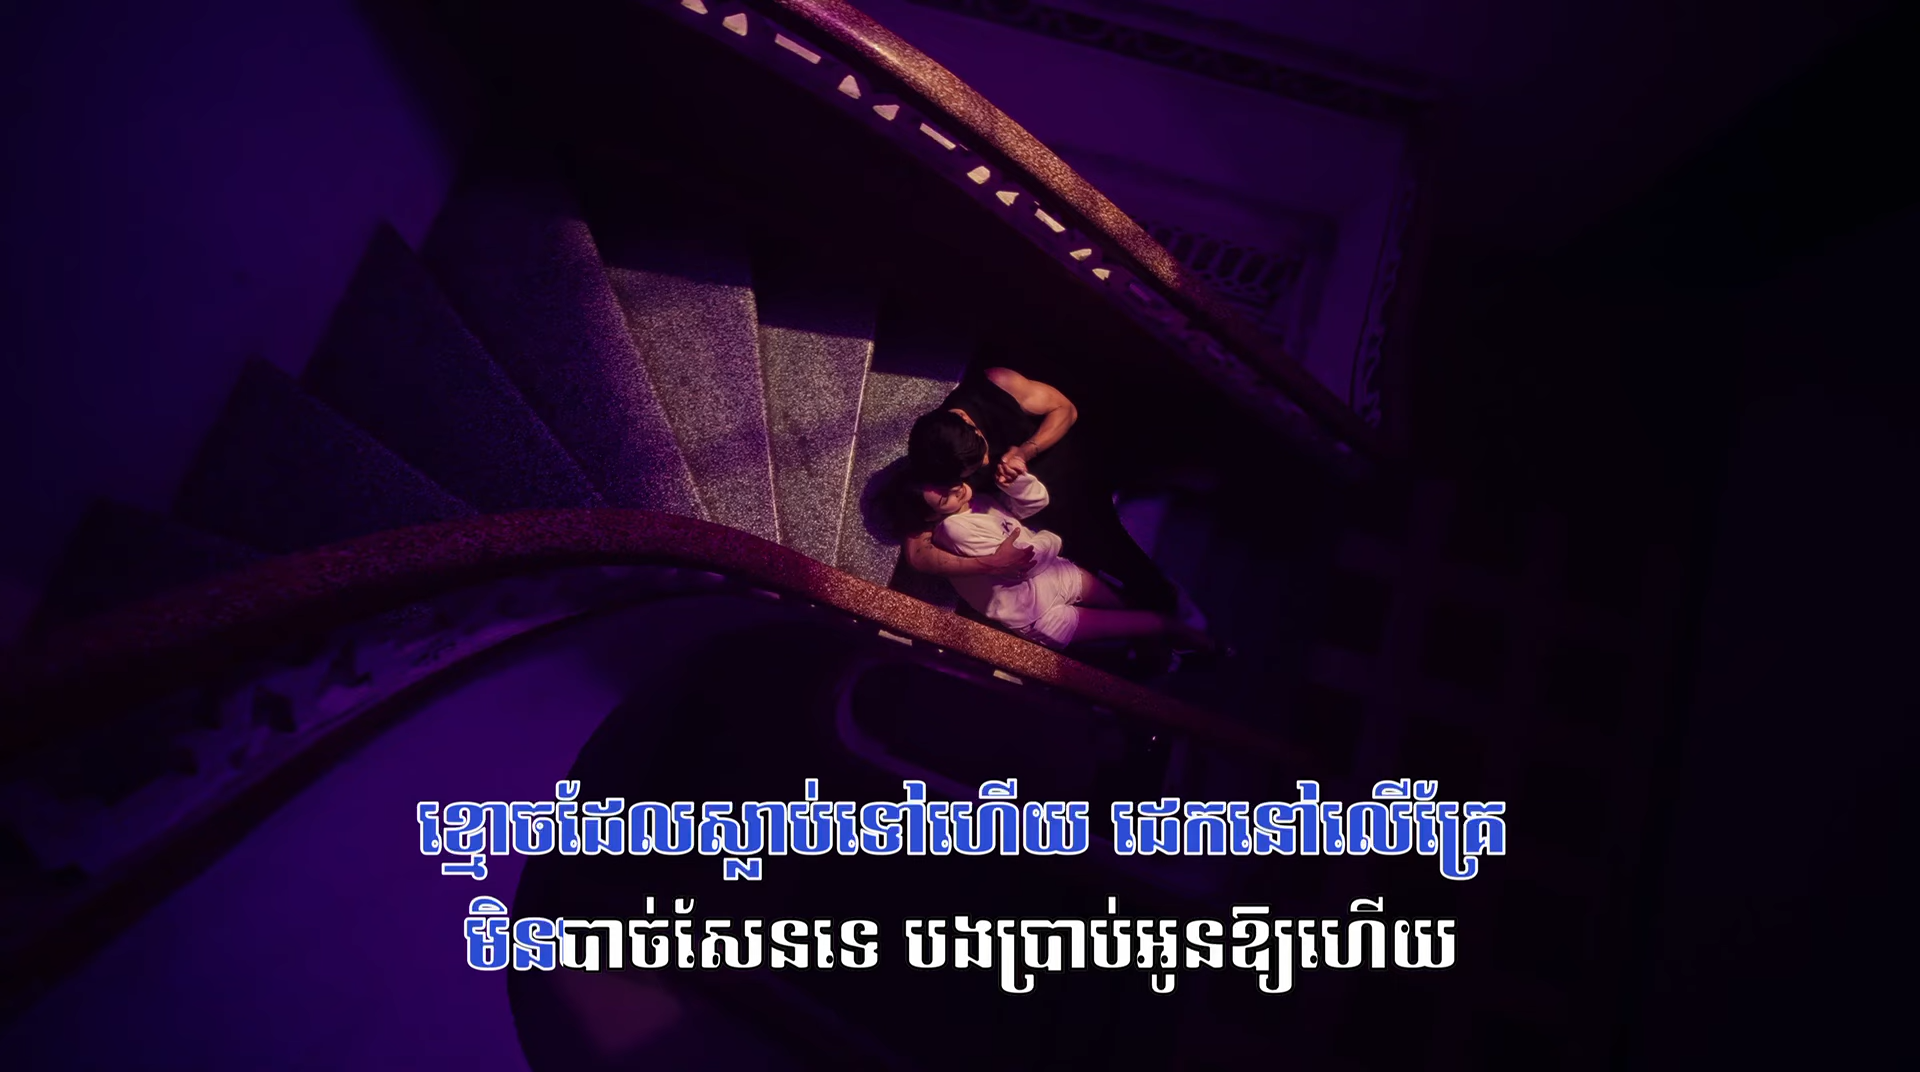 ខ្មោចដែលស្លាប់ទៅហើយ ដេកនៅលើគ្រែ
មិនបាច់សែនទេ បងប្រាប់អូនឱ្យហើយ